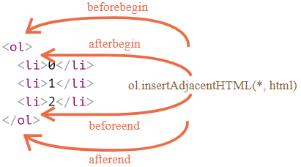 beforebegin
<ol>
afterbegin
<li>0</li>
<li>1</li>
ol.insertAdjacentHTML(*, html)
<li>2</li>
beforeend
</ol>
afterend